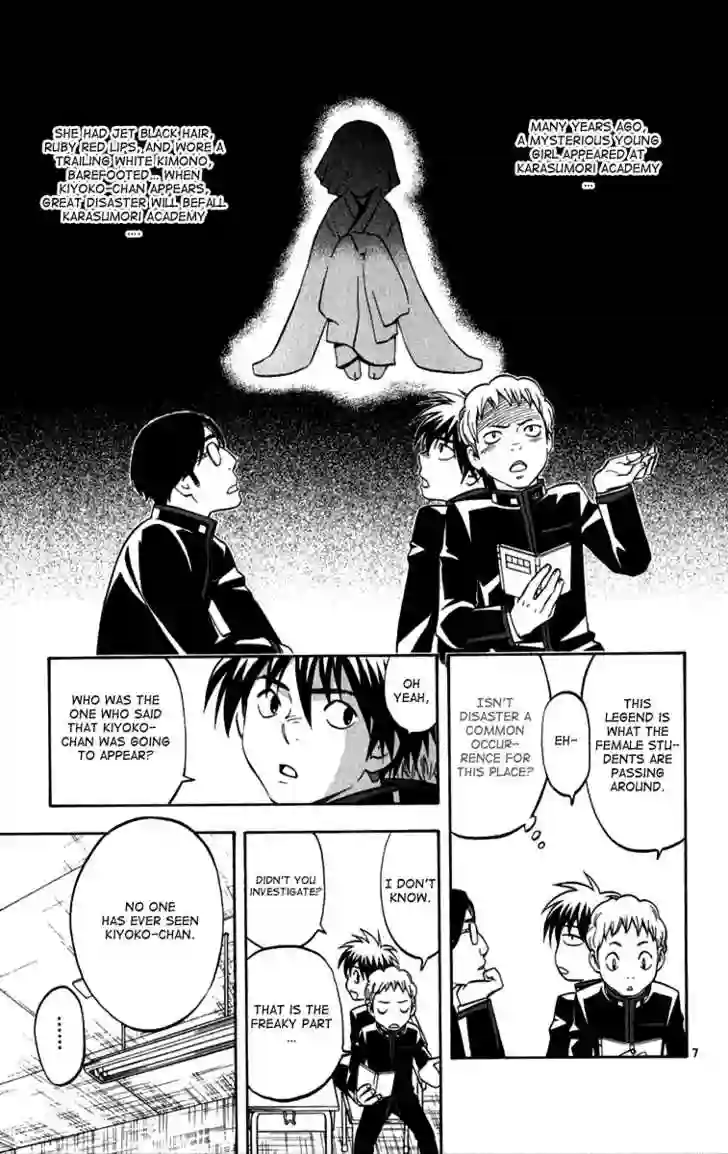 MANY YEARS AGO,
A MYSTERIOUS YOUNG
GIRL APPEARED AT
KARASUMORI ACADEMY
...
SHE HAD JET BLACK HAIR,
RUBY RED LIPS, AND WORE A
TRAILING WHITE KIMONO,
BAREFOOTED... WHEN
KIYOKO-CHAN APPEARS,
GREAT DISASTER WILL BEFALL
KARASUMORI ACADEMY
....
THIS
LEGEND IS
WHAT THE
FEMALE STU-
DENTS ARE
PASSING
AROUND.
EH-
ISN'T
DISASTER A
COMMON
OCCUR-
RENCE FOR
THIS PLACE?
OH
YEAH,
WHO WAS THE
ONE WHO SAID
THAT KIYOKO-
CHAN WAS GOING
TO APPEAR?
I DON'T
KNOW.
DIDN'T YOU
INVESTIGATE?
THAT IS THE
FREAKY PART
...
NO ONE
HAS EVER SEEN
KIYOKO-CHAN.
......
7